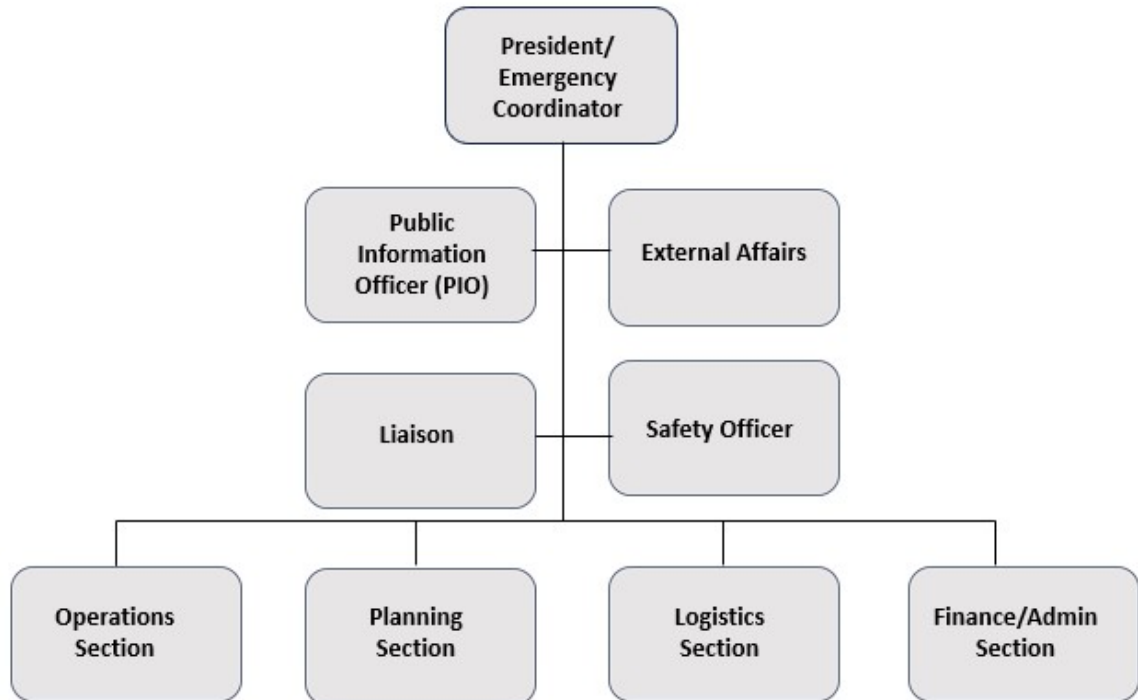 President/
Emergency
Coordinator
Public
Information
Officer (PIO)
External Affairs
Liaison
Safety Officer
Operations
Section
Planning
Section
Logistics
Section
Finance/Admin
Section